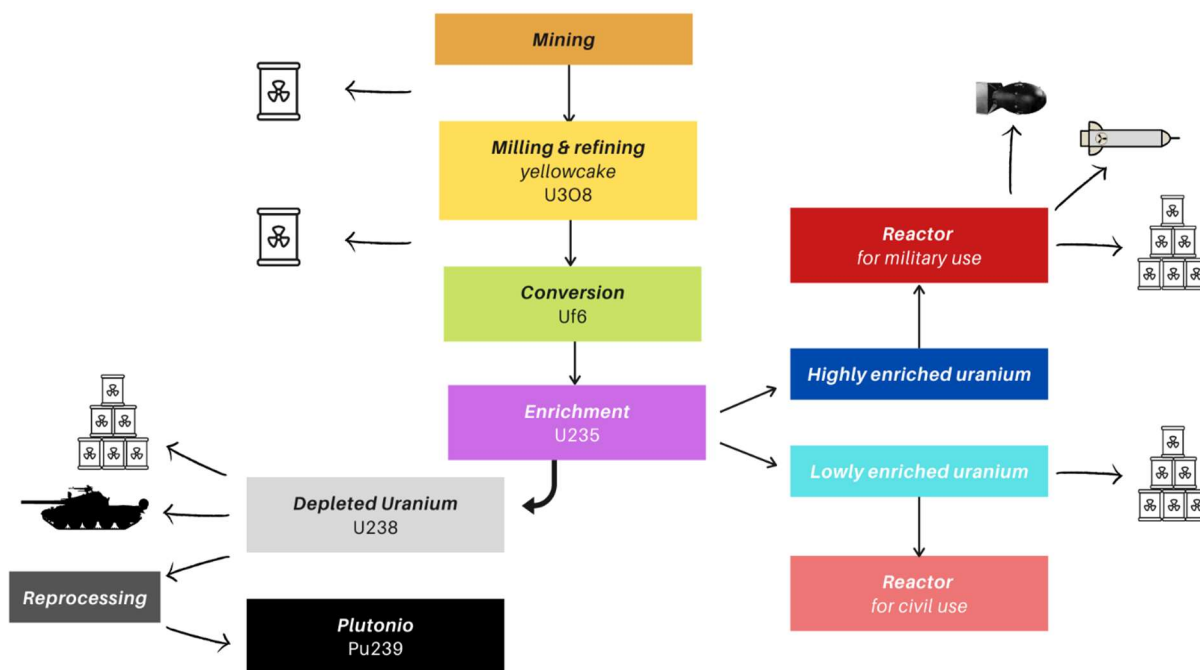 Mining
Milling & refining
yellowcake
U3O8
Conversion
Uf6
Enrichment
U235
Reactor
for military use
Highly enriched uranium
Lowly enriched uranium
Reactor
for civil use
Depleted Uranium
U238
Reprocessing
Plutonio
Pu239